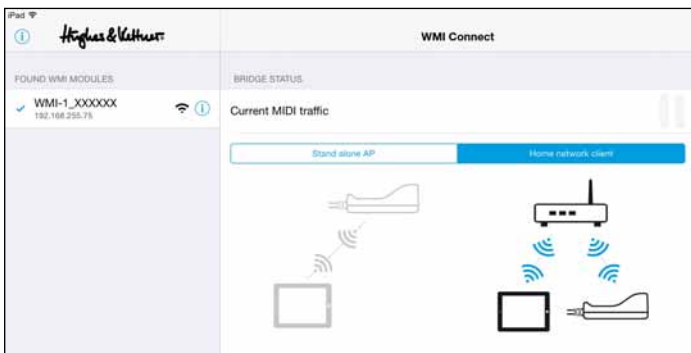 iPad
Hughes & Kettner
WMI Connect
FOUND WMI MODULES
BRIDGE STATUS
WMI-1_XXXXXX
192.168.255.75
Current MIDI traffic
Stand alone AP
Home network client